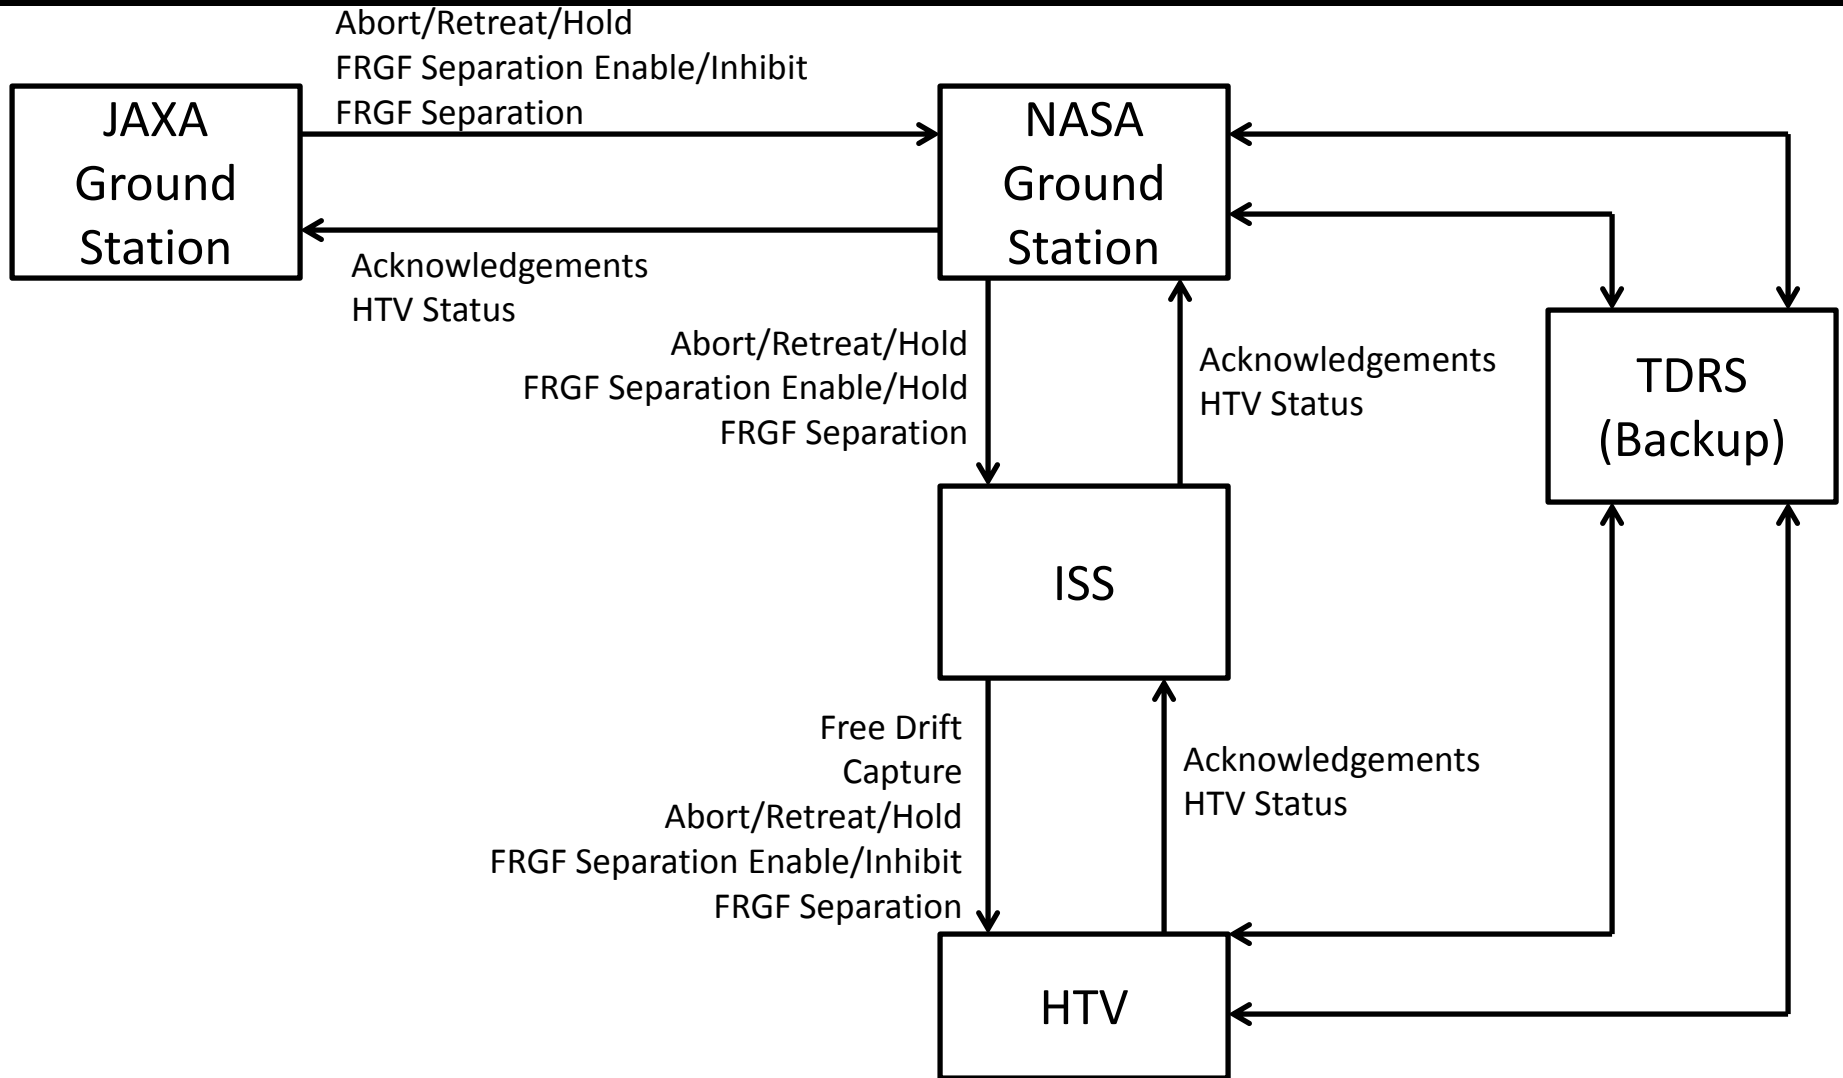 Abort/Retreat/Hold
FRGF Separation Enable/Inhibit
FRGF Separation
JAXA
Ground
Station
NASA
Ground
Station
Acknowledgements
HTV Status
Abort/Retreat/Hold
FRGF Separation Enable/Hold
FRGF Separation
Acknowledgements
HTV Status
TDRS
(Backup)
ISS
Free Drift
Capture
Abort/Retreat/Hold
FRGF Separation Enable/Inhibit
FRGF Separation
Acknowledgements
HTV Status
HTV